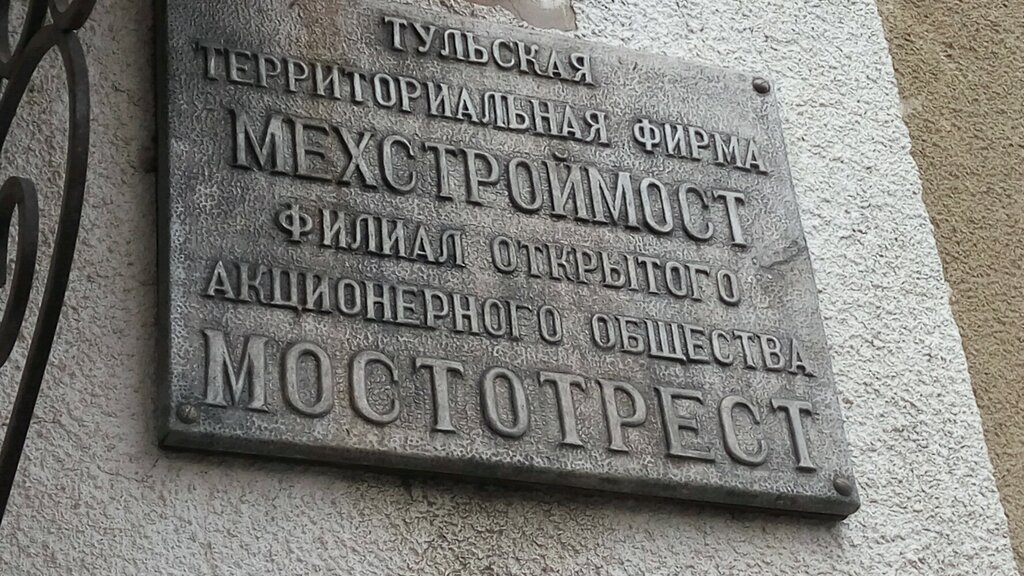 ТУЛЬСКАЯ
ТЕРРИТОРИАЛЬНАЯ ФИРМА
МЕХСТРОЙМОСТ
ФИЛИАЛ ОТКРЫТОГО
АКЦИОНЕРНОГО ОБЩЕСТВА
МОСТОТРЕСТ